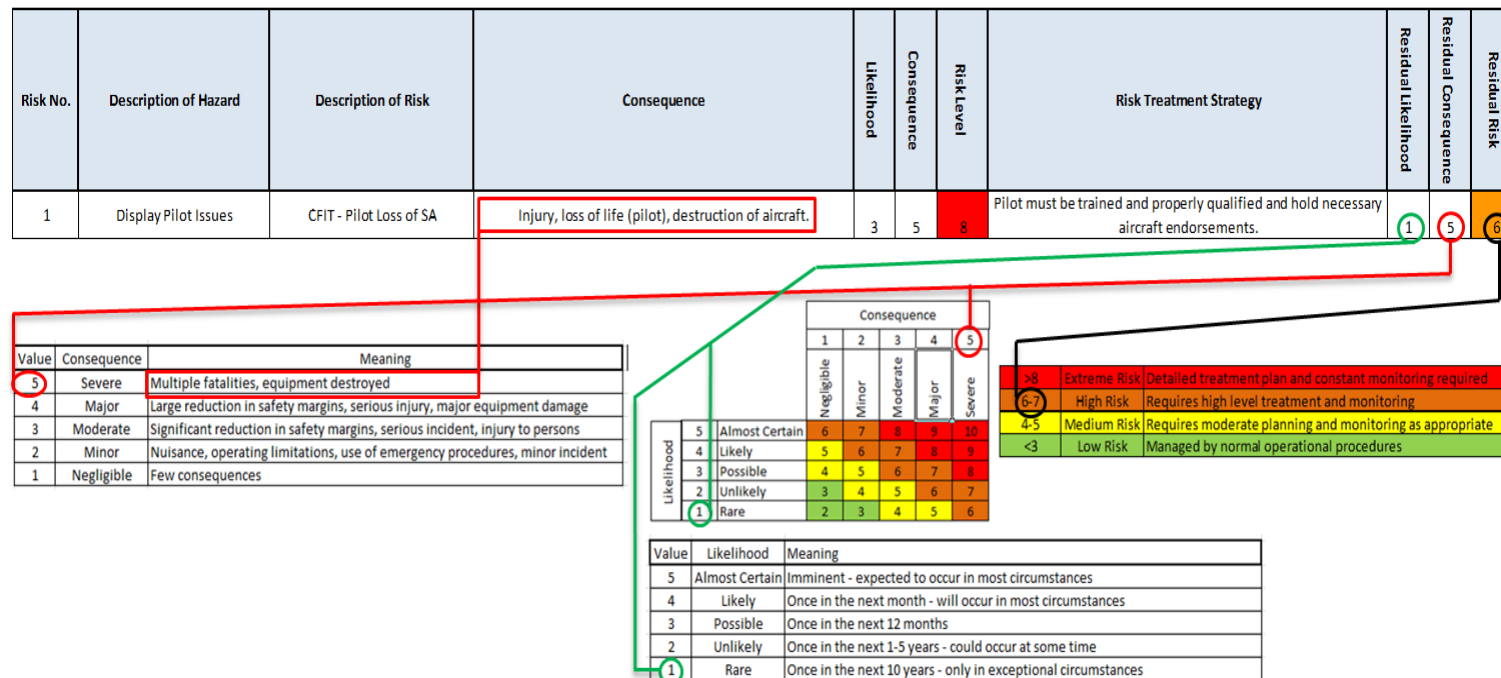 Risk No. Description of Hazard Description of Risk Consequence Likelihood Consequence Risk Level Risk Treatment Strategy Residual Likelihood Residual Consequence Residual Risk
1 Display Pilot Issues CFIT - Pilot Loss of SA Injury, loss of life (pilot), destruction of aircraft. 3 5 8 Pilot must be trained and properly qualified and hold necessary
aircraft endorsements. 1 5 6
Value Consequence Meaning
5 Severe Multiple fatalities, equipment destroyed
4 Major Large reduction in safety margins, serious injury, major equipment damage
3 Moderate Significant reduction in safety margins, serious incident, injury to persons
2 Minor Nuisance, operating limitations, use of emergency procedures, minor incident
1 Negligible Few consequences
Consequence
1 2 3 4 5
Negligible Minor Moderate Major Severe
Likelihood
5 Almost Certain 6 7 8 9 10
4 Likely 5 6 7 8 9
3 Possible 4 5 6 7 8
2 Unlikely 3 4 5 6 7
1 Rare 2 3 4 5 6
>8 Extreme Risk Detailed treatment plan and constant monitoring required
6-7 High Risk Requires high level treatment and monitoring
4-5 Medium Risk Requires moderate planning and monitoring as appropriate
<3 Low Risk Managed by normal operational procedures
Value Likelihood Meaning
5 Almost Certain Imminent - expected to occur in most circumstances
4 Likely Once in the next month - will occur in most circumstances
3 Possible Once in the next 12 months
2 Unlikely Once in the next 1-5 years - could occur at some time
1 Rare Once in the next 10 years - only in exceptional circumstances